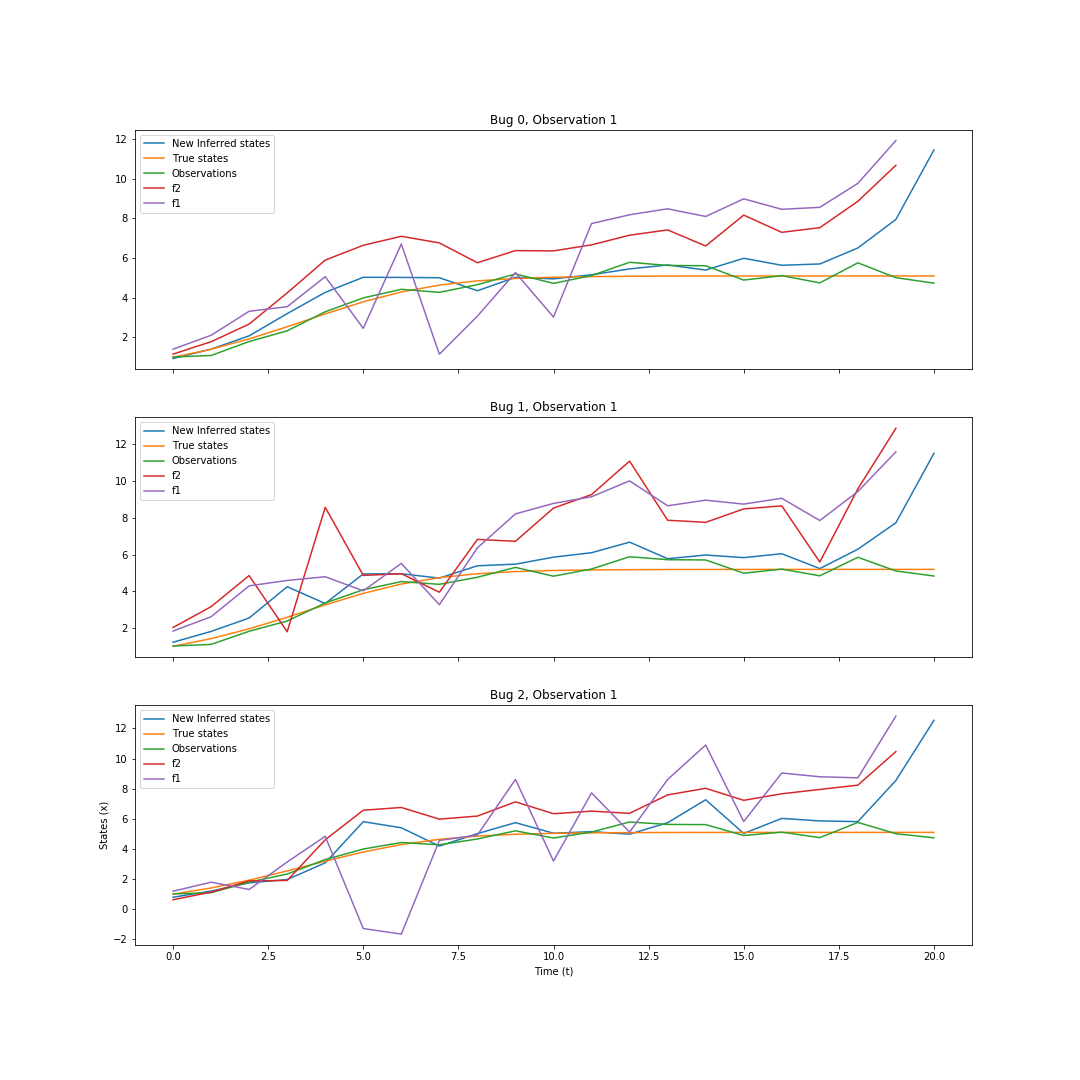 Bug 0, Observation 1
12
10
8
6
4
2
New Inferred states
True states
Observations
f2
f1
Bug 1, Observation 1
12
10
8
6
4
2
New Inferred states
True states
Observations
f2
f1
Bug 2, Observation 1
12
10
8
6
4
2
0
−2
States (x)
New Inferred states
True states
Observations
f2
f1
0.0 2.5 5.0 7.5 10.0 12.5 15.0 17.5 20.0
Time (t)